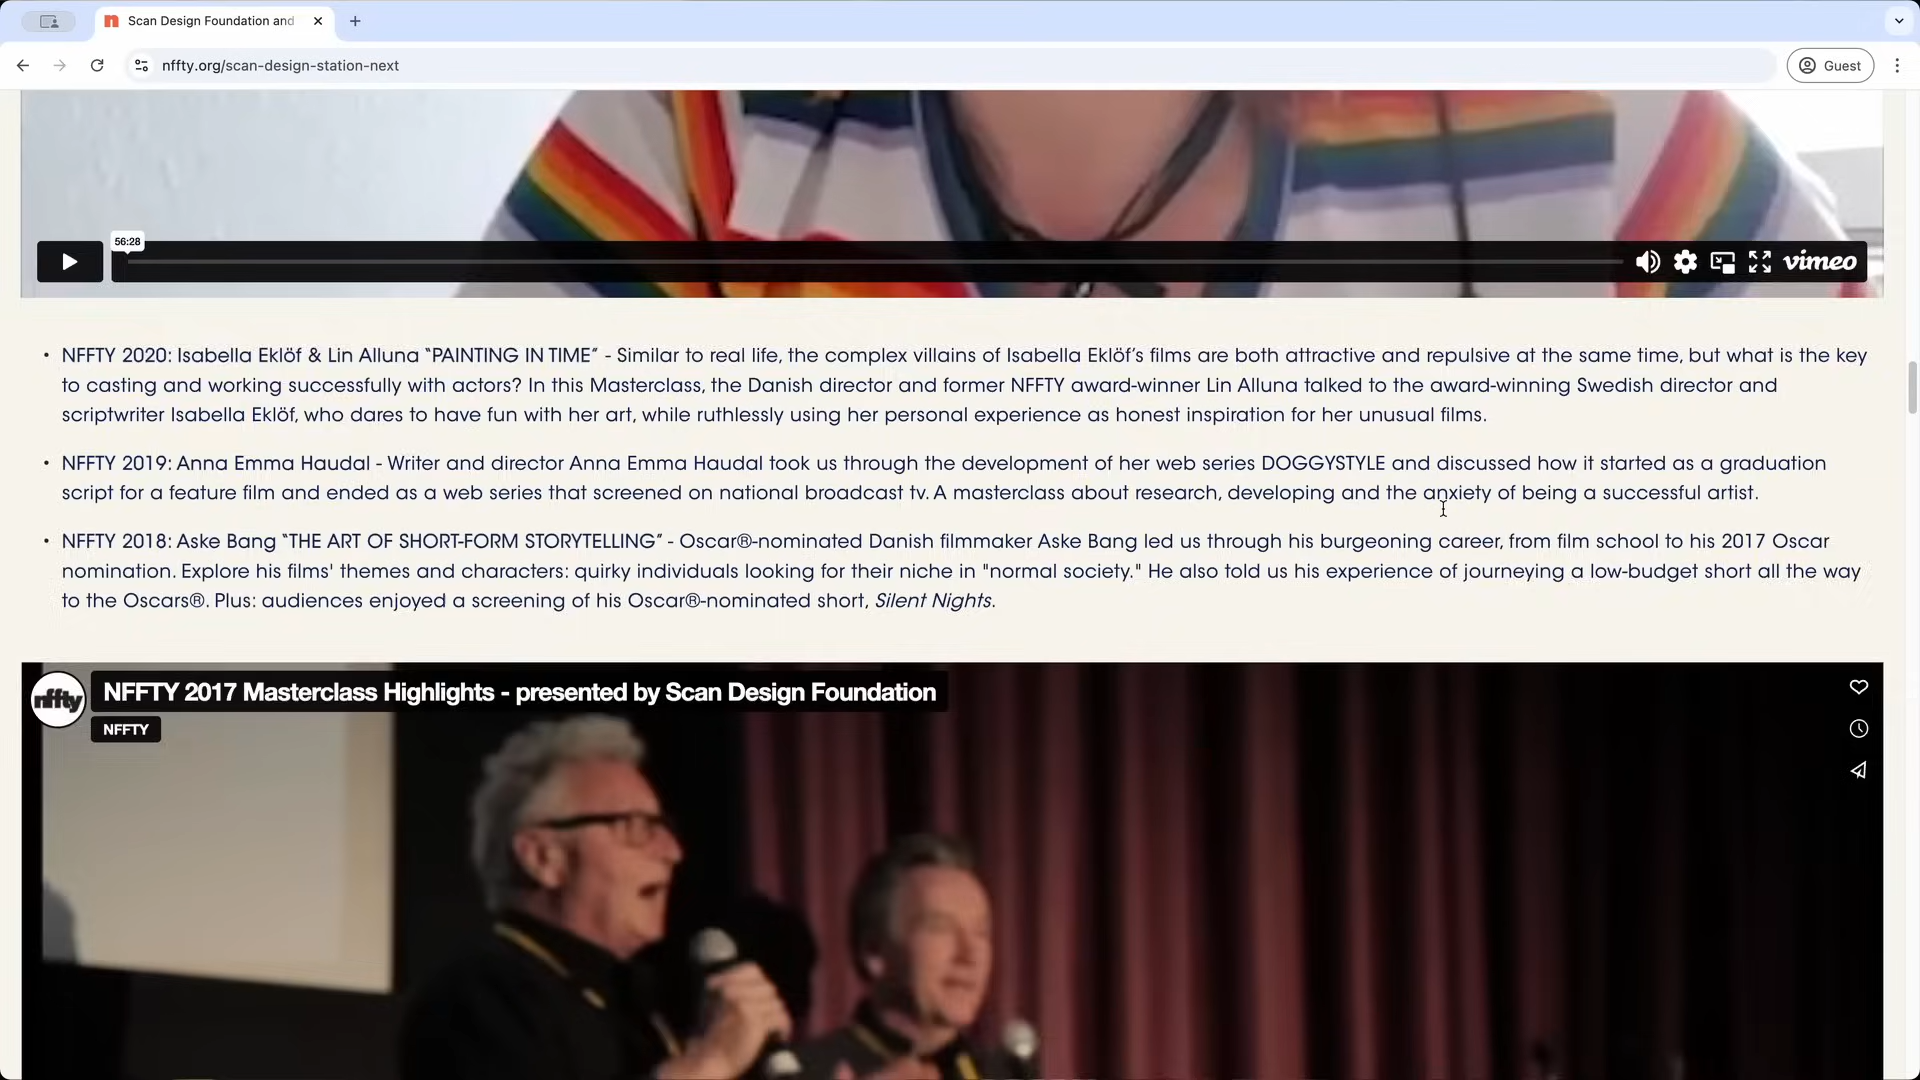 Scan Design Foundation and
nffty.org/scan-design-station-next
Guest
56:28
vimeo
• NFFTY 2020: Isabella Eklöf & Lin Alluna “PAINTING IN TIME” - Similar to real life, the complex villains of Isabella Eklöf’s films are both attractive and repulsive at the same time, but what is the key
to casting and working successfully with actors? In this Masterclass, the Danish director and former NFFTY award-winner Lin Alluna talked to the award-winning Swedish director and
scriptwriter Isabella Eklöf, who dares to have fun with her art, while ruthlessly using her personal experience as honest inspiration for her unusual films.
• NFFTY 2019: Anna Emma Haudal - Writer and director Anna Emma Haudal took us through the development of her web series DOGGYSTYLE and discussed how it started as a graduation
script for a feature film and ended as a web series that screened on national broadcast tv. A masterclass about research, developing and the anxiety of being a successful artist.
• NFFTY 2018: Aske Bang “THE ART OF SHORT-FORM STORYTELLING” - Oscar®-nominated Danish filmmaker Aske Bang led us through his burgeoning career, from film school to his 2017 Oscar
nomination. Explore his films' themes and characters: quirky individuals looking for their niche in "normal society." He also told us his experience of journeying a low-budget short all the way
to the Oscars®. Plus: audiences enjoyed a screening of his Oscar®-nominated short, Silent Nights.
nffty
NFFTY 2017 Masterclass Highlights - presented by Scan Design Foundation
NFFTY